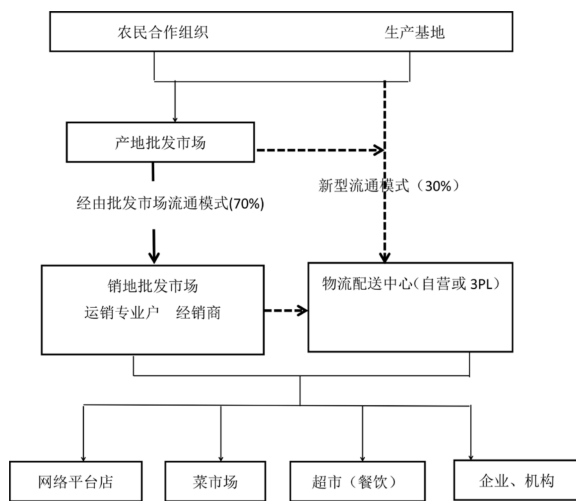 农民合作组织 生产基地
产地批发市场
新型流通模式（30%）
经由批发市场流通模式(70%)
销地批发市场
运销专业户 经销商
物流配送中心(自营或 3PL)
网络平台店 菜市场 超市（餐饮） 企业、机构